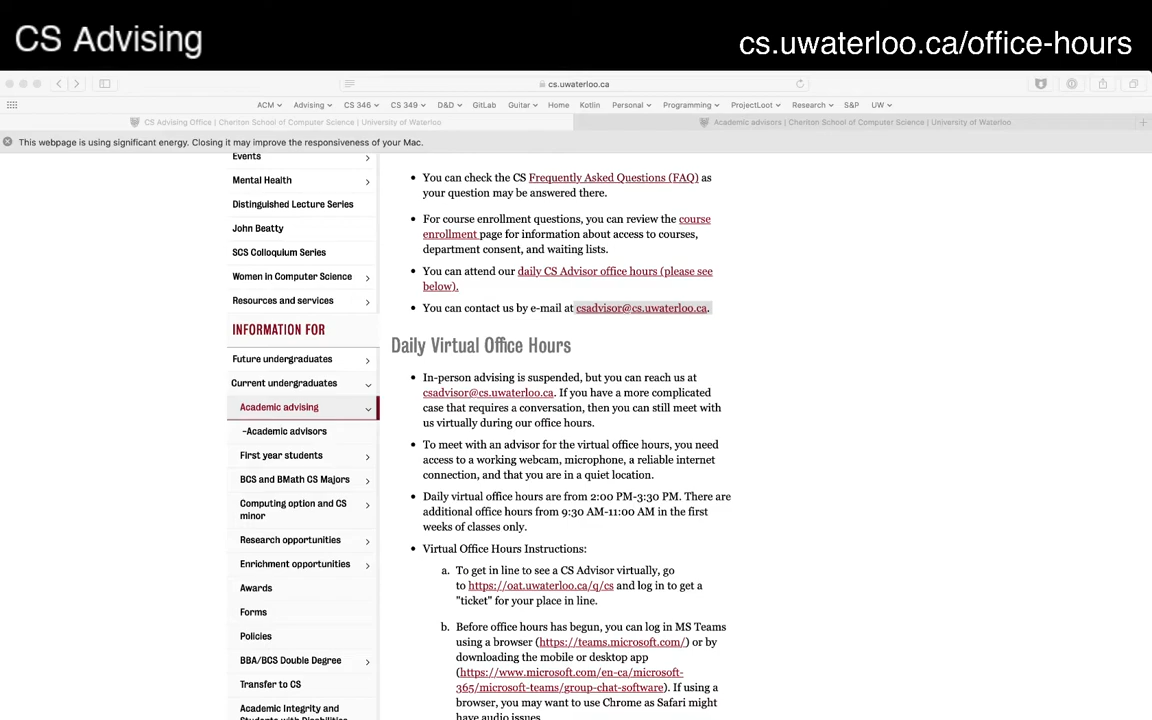 CS Advising
cs.uwaterloo.ca/office-hours
cs.uwaterloo.ca
ACM Advising CS 346 CS 349 D&D GitLab Guitar Home Kotlin Personal Programming ProjectLoot Research S&P UW
CS Advising Office | Cheriton School of Computer Science | University of Waterloo
Academic advisors | Cheriton School of Computer Science | University of Waterloo
This webpage is using significant energy. Closing it may improve the responsiveness of your Mac.
Events
Mental Health
Distinguished Lecture Series
John Beatty
SCS Colloquium Series
Women in Computer Science
Resources and services
INFORMATION FOR
Future undergraduates
Current undergraduates
Academic advising
-Academic advisors
First year students
BCS and BMath CS Majors
Computing option and CS
minor
Research opportunities
Enrichment opportunities
Awards
Forms
Policies
BBA/BCS Double Degree
Transfer to CS
Academic Integrity and
Students with Disabilities
You can check the CS Frequently Asked Questions (FAQ) as
your question may be answered there.
For course enrollment questions, you can review the course
enrollment page for information about access to courses,
department consent, and waiting lists.
You can attend our daily CS Advisor office hours (please see
below).
You can contact us by e-mail at csadvisor@cs.uwaterloo.ca.
Daily Virtual Office Hours
In-person advising is suspended, but you can reach us at
csadvisor@cs.uwaterloo.ca. If you have a more complicated
case that requires a conversation, then you can still meet with
us virtually during our office hours.
To meet with an advisor for the virtual office hours, you need
access to a working webcam, microphone, a reliable internet
connection, and that you are in a quiet location.
Daily virtual office hours are from 2:00 PM-3:30 PM. There are
additional office hours from 9:30 AM-11:00 AM in the first
weeks of classes only.
Virtual Office Hours Instructions:
a. To get in line to see a CS Advisor virtually, go
to https://oat.uwaterloo.ca/q/cs and log in to get a
"ticket" for your place in line.
b. Before office hours has begun, you can log in MS Teams
using a browser (https://teams.microsoft.com/) or by
downloading the mobile or desktop app
(https://www.microsoft.com/en-ca/microsoft-
365/microsoft-teams/group-chat-software). If using a
browser, you may want to use Chrome as Safari might
have audio issues.